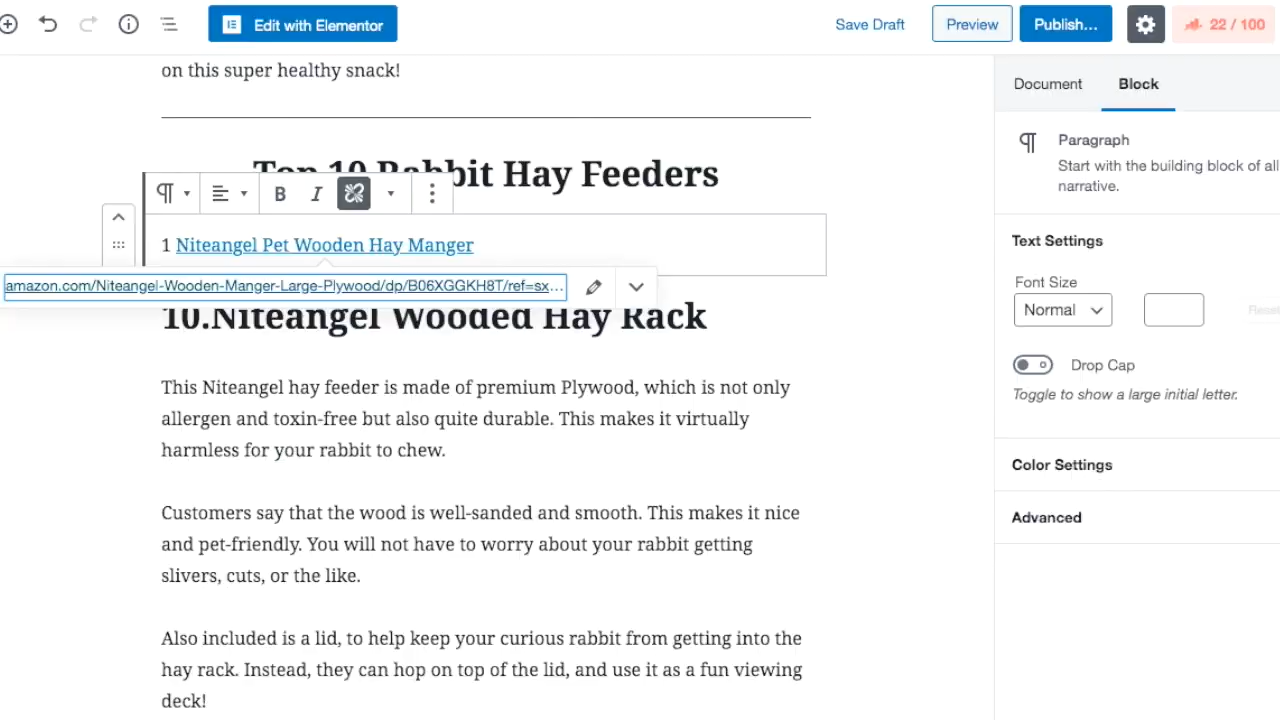 Edit with Elementor
Save Draft
Preview
Publish...
22 / 100
on this super healthy snack!
Top 10 Rabbit Hay Feeders
B I
1 Niteangel Pet Wooden Hay Manger
amazon.com/Niteangel-Wooden-Manger-Large-Plywood/dp/B06XGGKH8T/ref=sx...
10.Niteangel Wooded Hay Rack
This Niteangel hay feeder is made of premium Plywood, which is not only
allergen and toxin-free but also quite durable. This makes it virtually
harmless for your rabbit to chew.
Customers say that the wood is well-sanded and smooth. This makes it nice
and pet-friendly. You will not have to worry about your rabbit getting
slivers, cuts, or the like.
Also included is a lid, to help keep your curious rabbit from getting into the
hay rack. Instead, they can hop on top of the lid, and use it as a fun viewing
deck!
Document
Block
Paragraph
Start with the building block of all
narrative.
Text Settings
Font Size
Normal
Reset
Drop Cap
Toggle to show a large initial letter.
Color Settings
Advanced